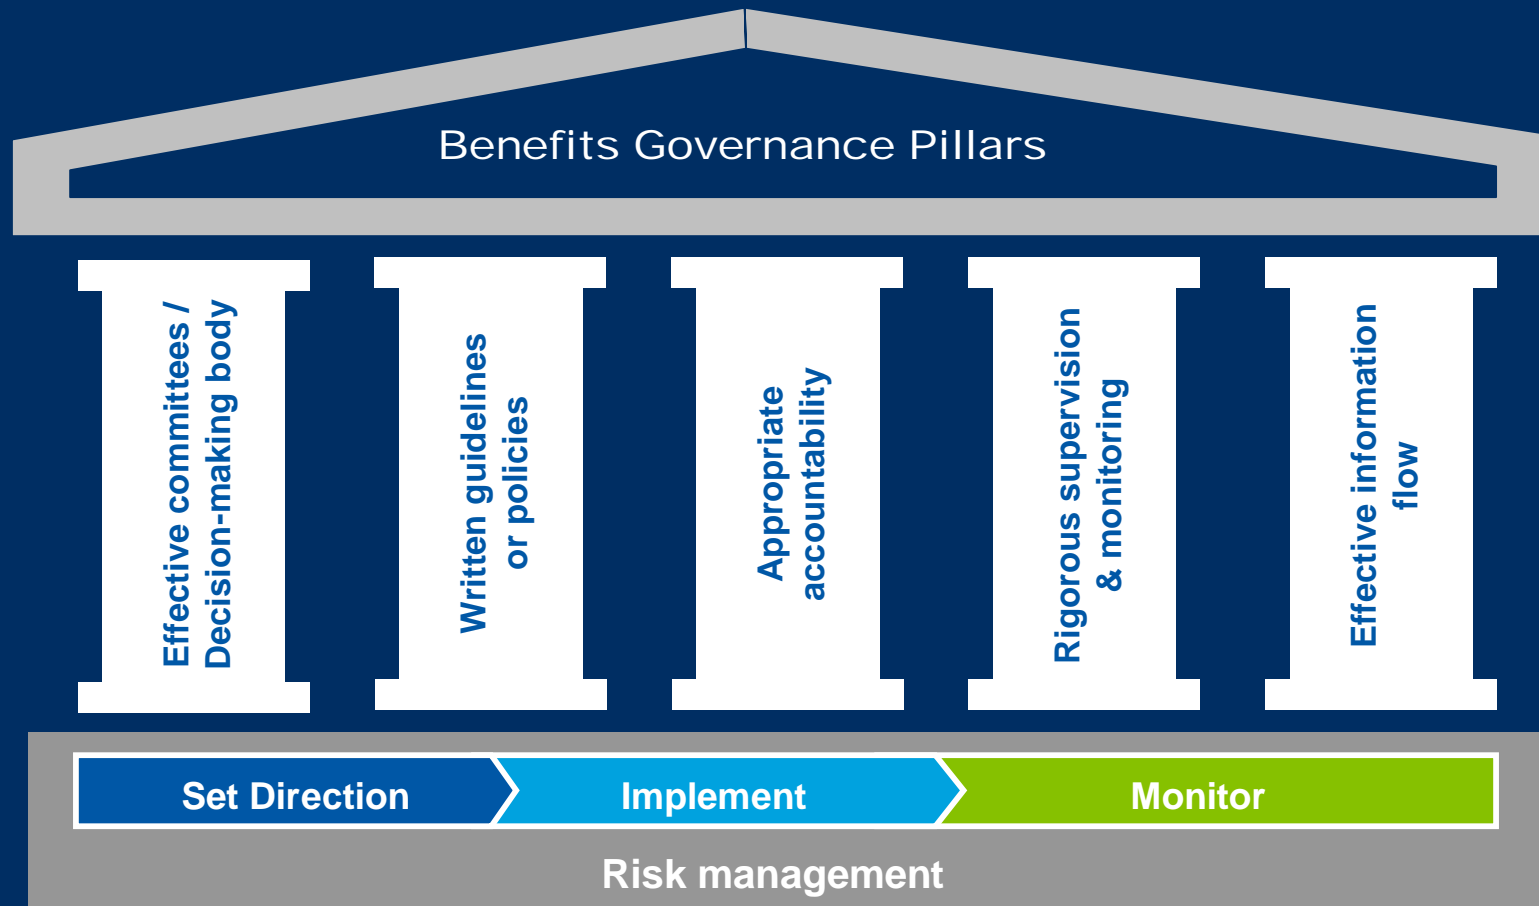 Benefits Governance Pillars
Effective committees /
Decision-making body
Written guidelines
or policies
Appropriate
accountability
Rigorous supervision
& monitoring
Effective information
flow
Set Direction
Implement
Monitor
Risk management